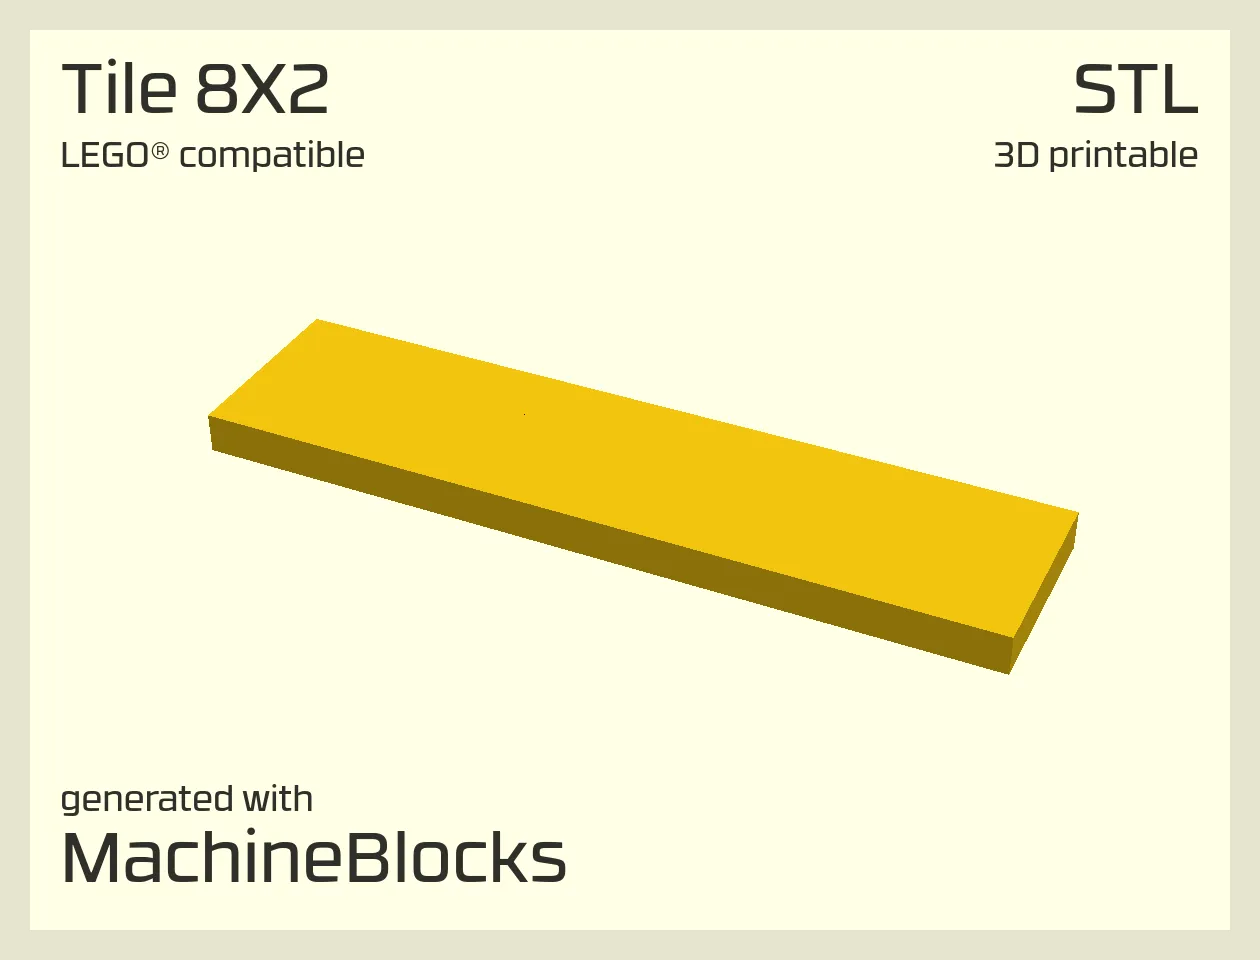 Tile 8X2
LEGO® compatible
STL
3D printable
generated with
MachineBlocks